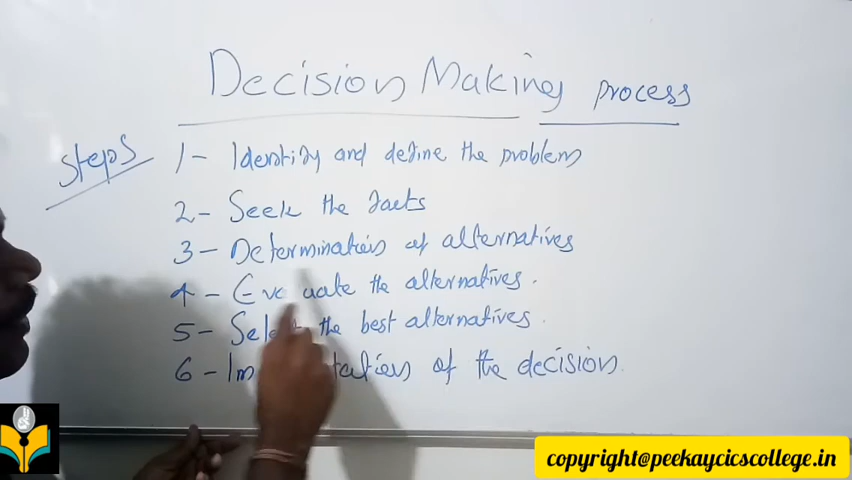 Decision Making process
Steps
1- Identify and define the problem
2- Seek the facts
3- Determination of alternatives
4- the alternatives.
5- the best alternatives.
6- of the decision.
copyright@peekaycicscollege.in